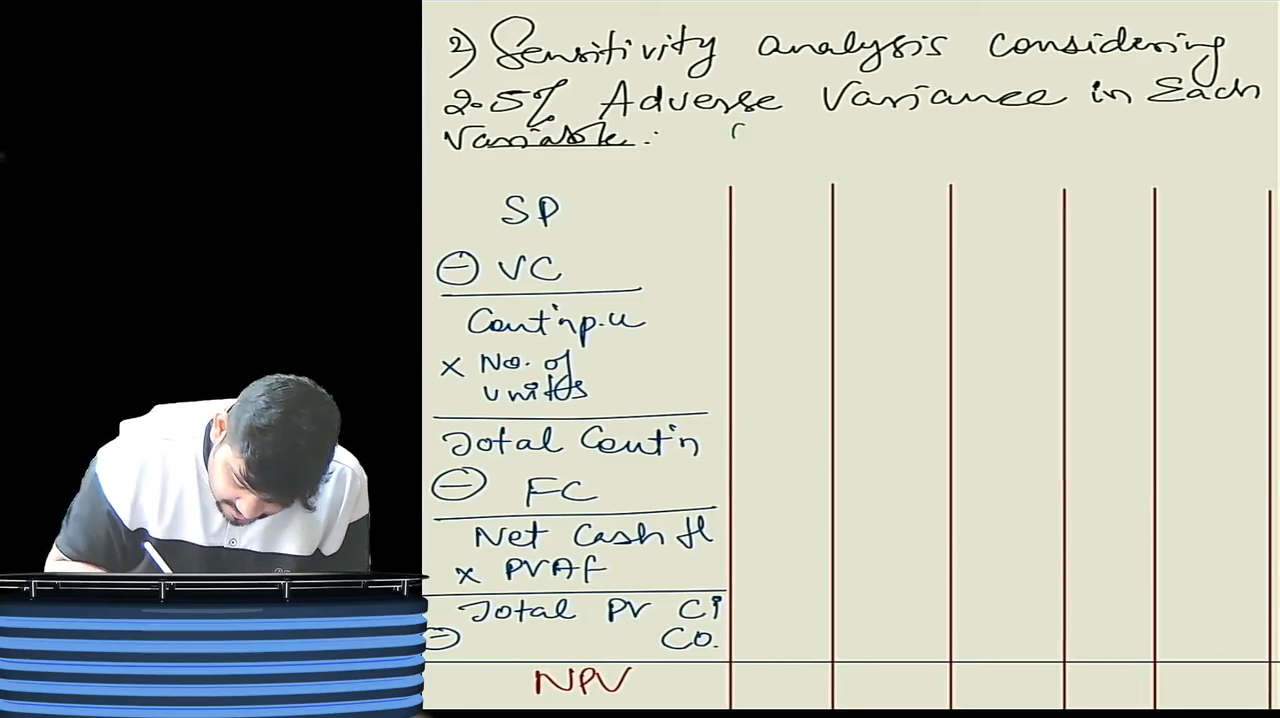 2) Sensitivity analysis considering
2.5% Adverse Variance in Each
Variable:
SP
⊖ VC
Cont'n p.u
x No. of
units
Total Cont'n
⊖ FC
Net Cash fl
x PVAF
Total PV CI
⊖ CO.
NPV